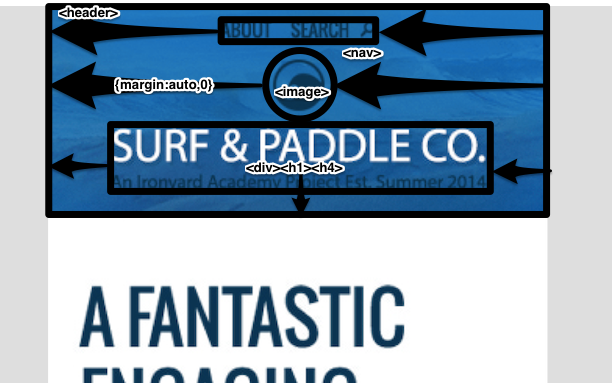 <header>
ABOUT SEARCH
<nav>
{margin:auto,0}
<image>
SURF & PADDLE CO.
<div><h1><h4>
An Ironyard Academy Project Est. Summer 2014
A FANTASTIC
ENGAGING